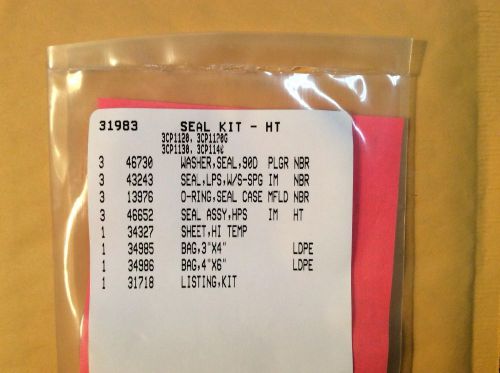 31983 SEAL KIT - HT
3CP1120, 3CP1120G
3CP1130, 3CP1140
3 46730 WASHER,SEAL,90D PLGR NBR
3 43243 SEAL,LPS,W/S-SPG IM NBR
3 13976 O-RING,SEAL CASE MFLD NBR
3 46652 SEAL ASSY,HPS IM HT
1 34327 SHEET,HI TEMP
1 34985 BAG,3"X4" LDPE
1 34986 BAG,4"X6" LDPE
1 31718 LISTING,KIT